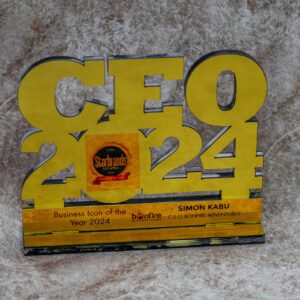 CEO
2024
Starbrands
Business Icon of the
Year 2024
bonfire
SIMON KABU
C.E.O BONFIRE ADVENTURES